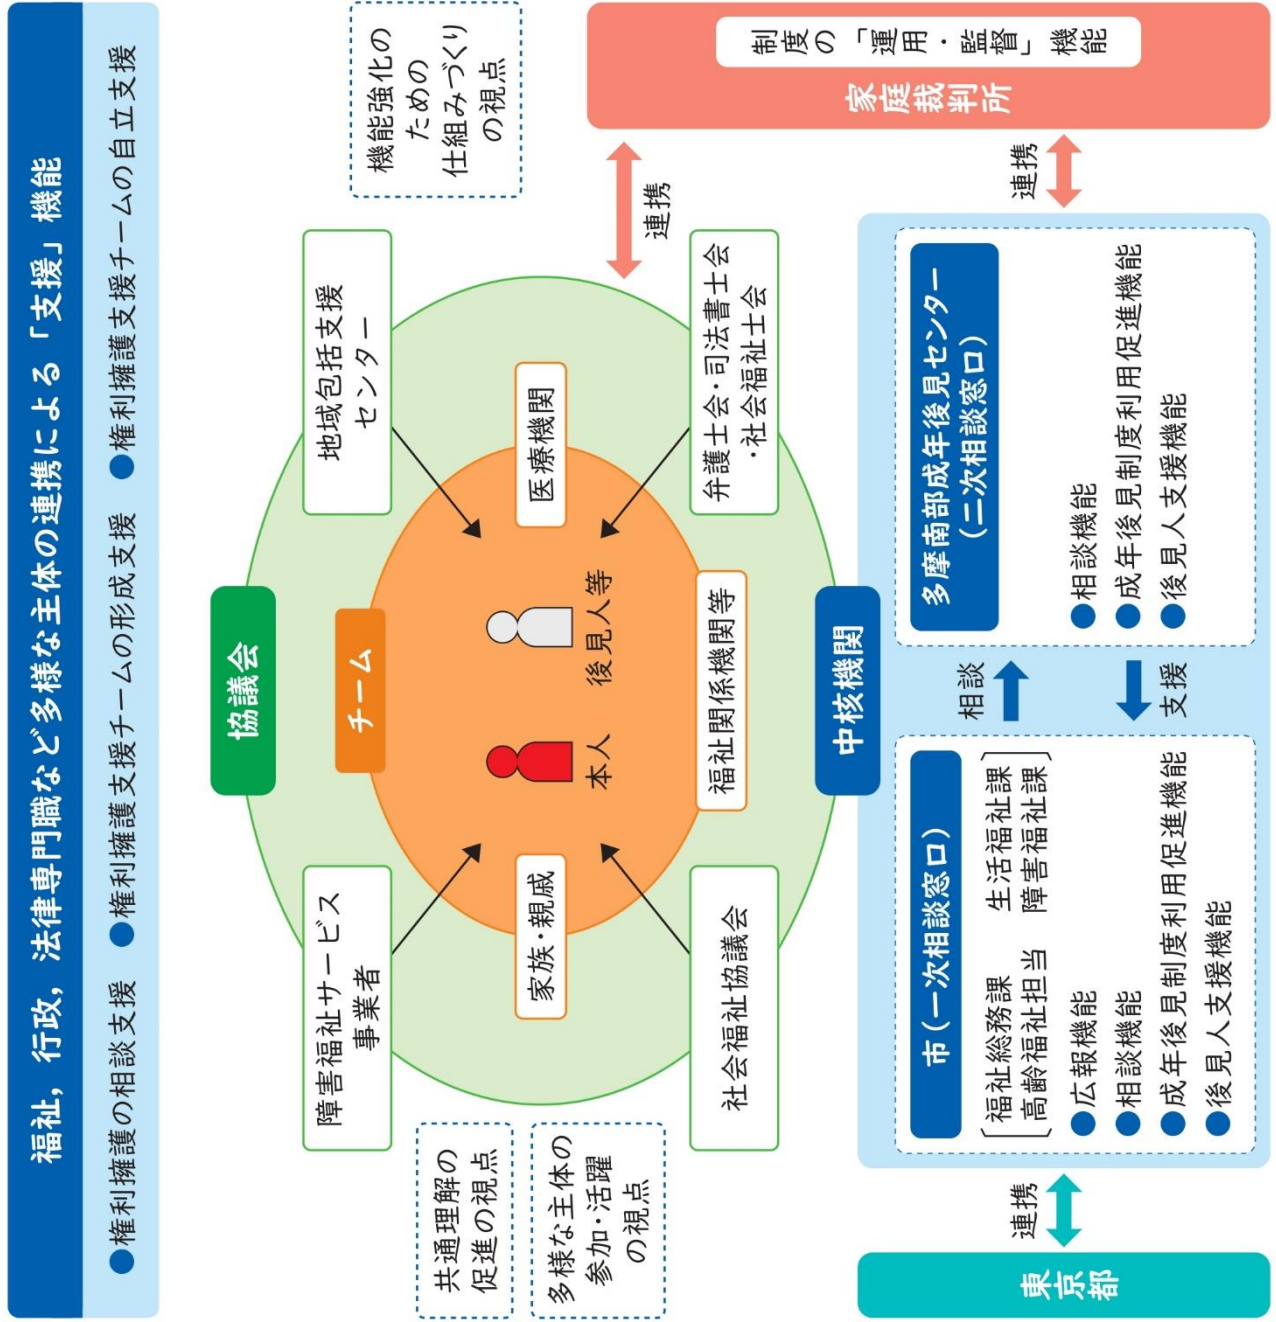 福祉，行政，法律専門職など多様な主体の連携による「支援」機能
●権利擁護の相談支援　●権利擁護支援チームの形成支援　●権利擁護支援チームの自立支援
共通理解の
促進の視点
多様な主体の
参加・活躍
の視点
機能強化の
ための
仕組みづくり
の視点
協議会
チーム
障害福祉サービス
事業者
地域包括支援
センター
家族・親戚
医療機関
本人
後見人等
福祉関係機関等
社会福祉協議会
弁護士会・司法書士会
・社会福祉士会
連携
家庭裁判所
制度の「運用・監督」機能
連携
中核機関
市（一次相談窓口）
福祉総務課　生活福祉課
高齢福祉担当　障害福祉課
●広報機能
●相談機能
●成年後見制度利用促進機能
●後見人支援機能
相談
支援
多摩南部成年後見センター
（二次相談窓口）
●相談機能
●成年後見制度利用促進機能
●後見人支援機能
連携
東京都